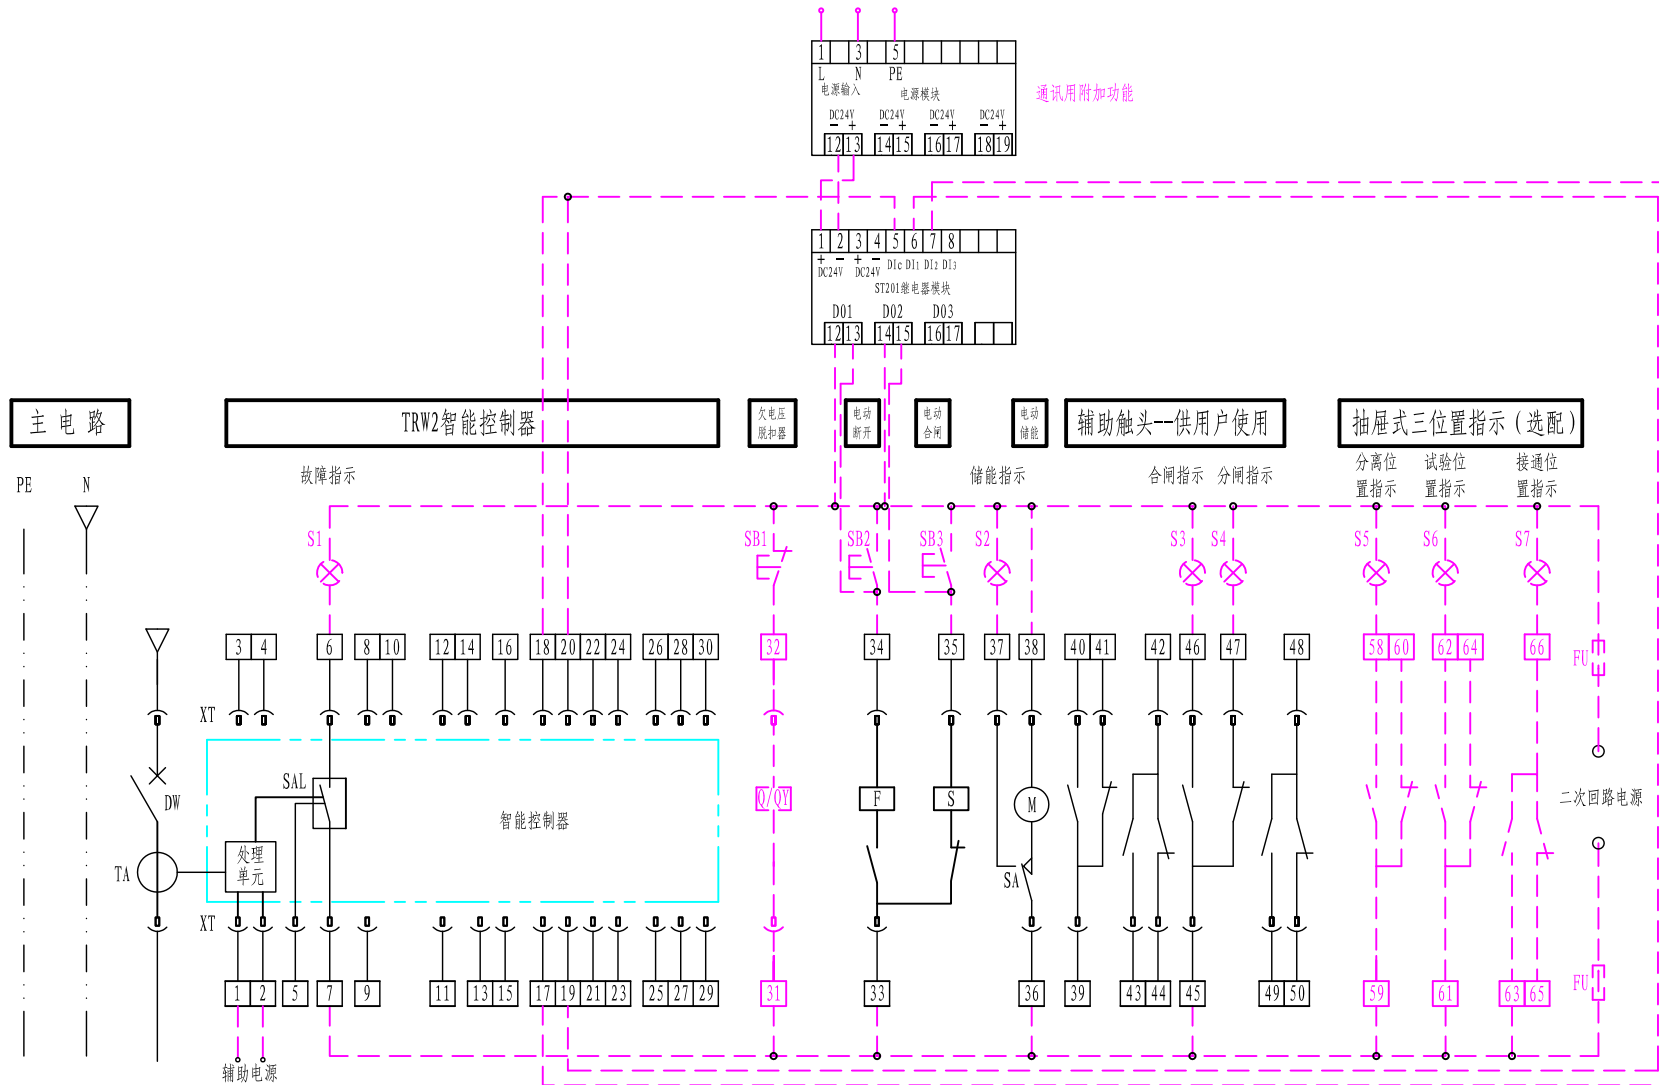 1 3 5
L N PE
电源输入 电源模块
通讯用附加功能
DC24V DC24V DC24V DC24V
− + − + − + − +
12 13 14 15 16 17 18 19
1 2 3 4 5 6 7 8
+ − + − DIc DI1 DI2 DI3
DC24V DC24V
ST201继电器模块
DO1 DO2 DO3
12 13 14 15 16 17
主电路
TRW2智能控制器
欠电压
脱扣器
电动
断开
电动
合闸
电动
储能
辅助触头--供用户使用
抽屉式三位置指示(选配)
PE N
故障指示
储能指示
合闸指示 分闸指示
分离位
置指示
试验位
置指示
接通位
置指示
S1 SB1 SB2 SB3 S2 S3 S4 S5 S6 S7
3 4 6 8 10 12 14 16 18 20 22 24 26 28 30 32 34 35 37 38 40 41 42 46 47 48 58 60 62 64 66
FU
XT
SAL
DW
智能控制器
Q/QY
F S M
二次回路电源
处理
单元
TA
SA
XT
1 2 5 7 9 11 13 15 17 19 21 23 25 27 29 31 33 36 39 43 44 45 49 50 59 61 63 65
FU
辅助电源